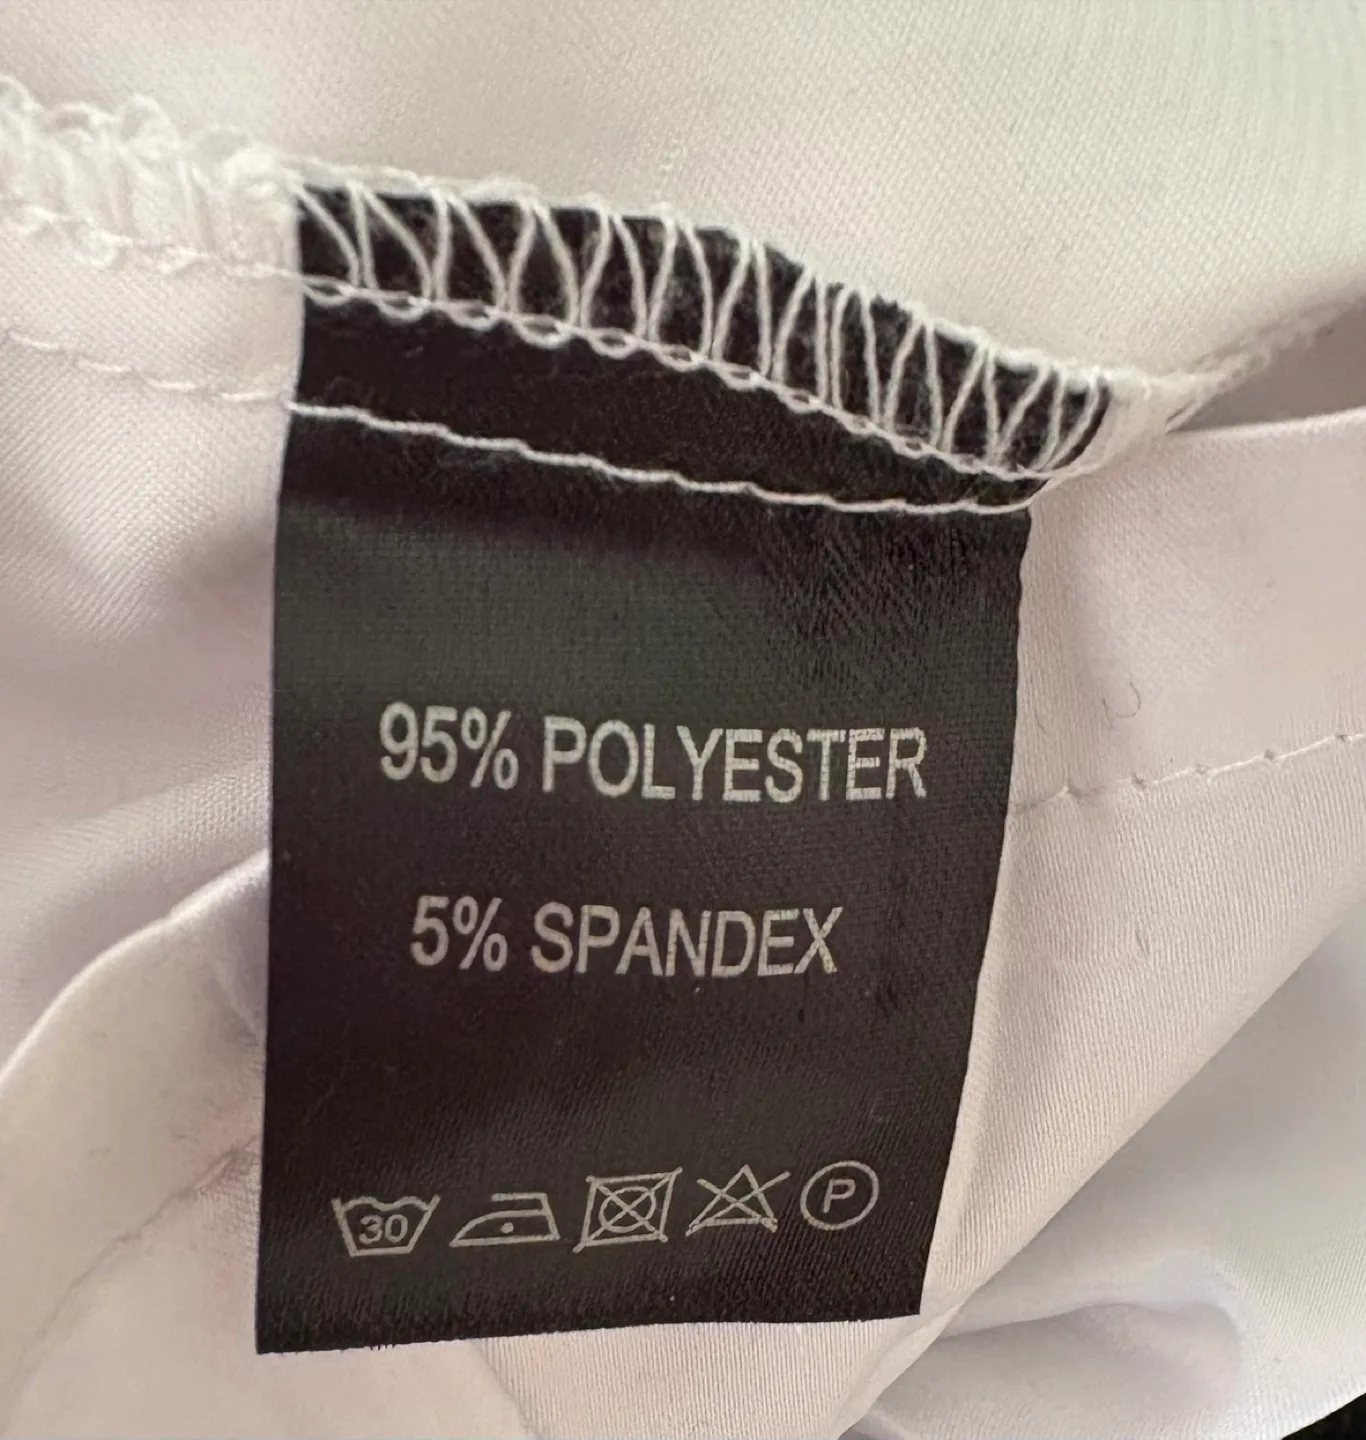 95% POLYESTER
5% SPANDEX
30 P